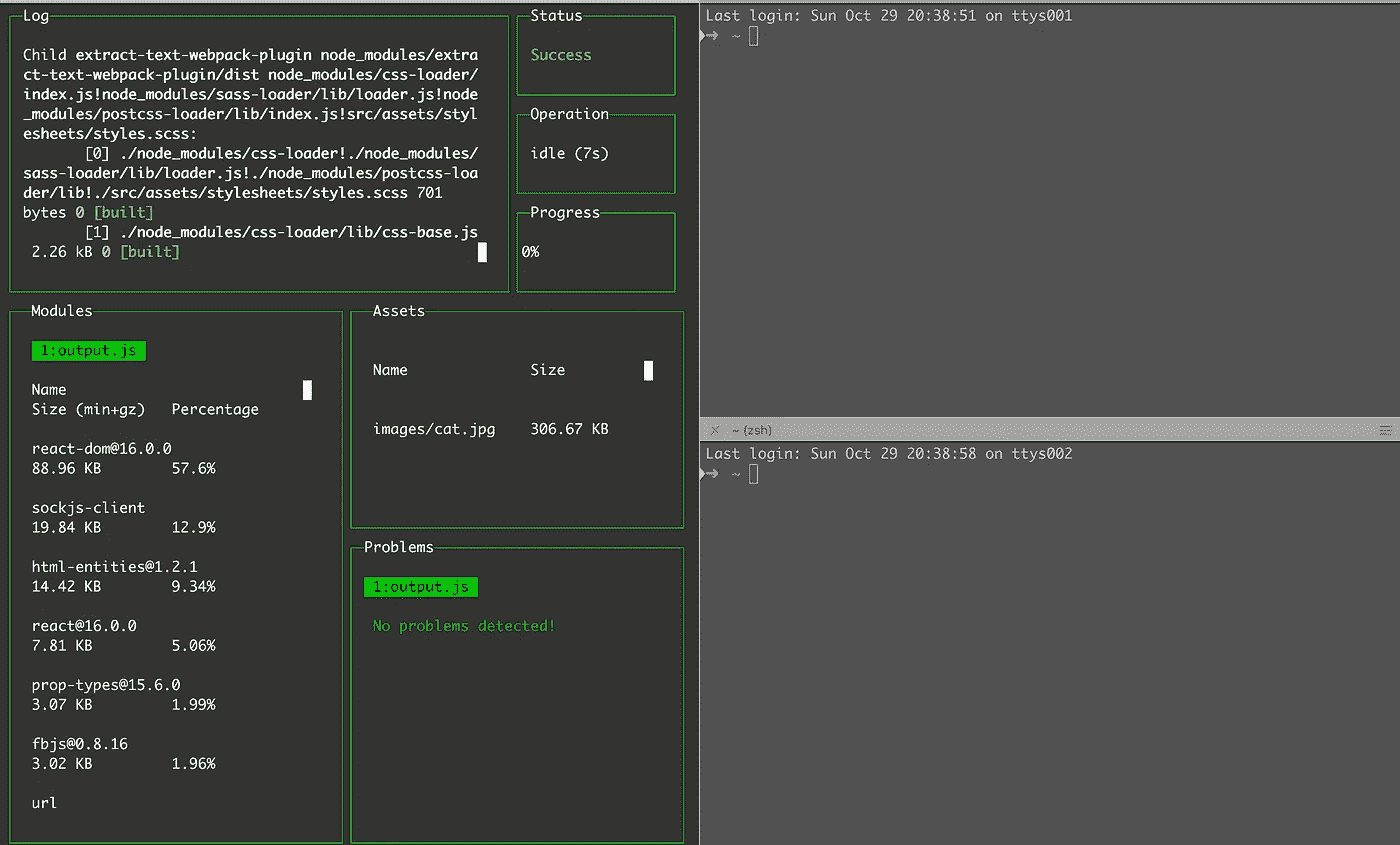 Log
Child extract-text-webpack-plugin node_modules/extra
ct-text-webpack-plugin/dist node_modules/css-loader/
index.js!node_modules/sass-loader/lib/loader.js!node
_modules/postcss-loader/lib/index.js!src/assets/styl
esheets/styles.scss:
[0] ./node_modules/css-loader!./node_modules/
sass-loader/lib/loader.js!./node_modules/postcss-loa
der/lib!./src/assets/stylesheets/styles.scss 701
bytes 0 [built]
[1] ./node_modules/css-loader/lib/css-base.js
2.26 kB 0 [built]
Status
Success
Operation
idle (7s)
Progress
0%
Modules
1:output.js
Name
Size (min+gz) Percentage
react-dom@16.0.0
88.96 KB 57.6%
sockjs-client
19.84 KB 12.9%
html-entities@1.2.1
14.42 KB 9.34%
react@16.0.0
7.81 KB 5.06%
prop-types@15.6.0
3.07 KB 1.99%
fbjs@0.8.16
3.02 KB 1.96%
url
Assets
Name Size
images/cat.jpg 306.67 KB
Problems
1:output.js
No problems detected!
Last login: Sun Oct 29 20:38:51 on ttys001
→ ~
~ (zsh)
Last login: Sun Oct 29 20:38:58 on ttys002
→ ~